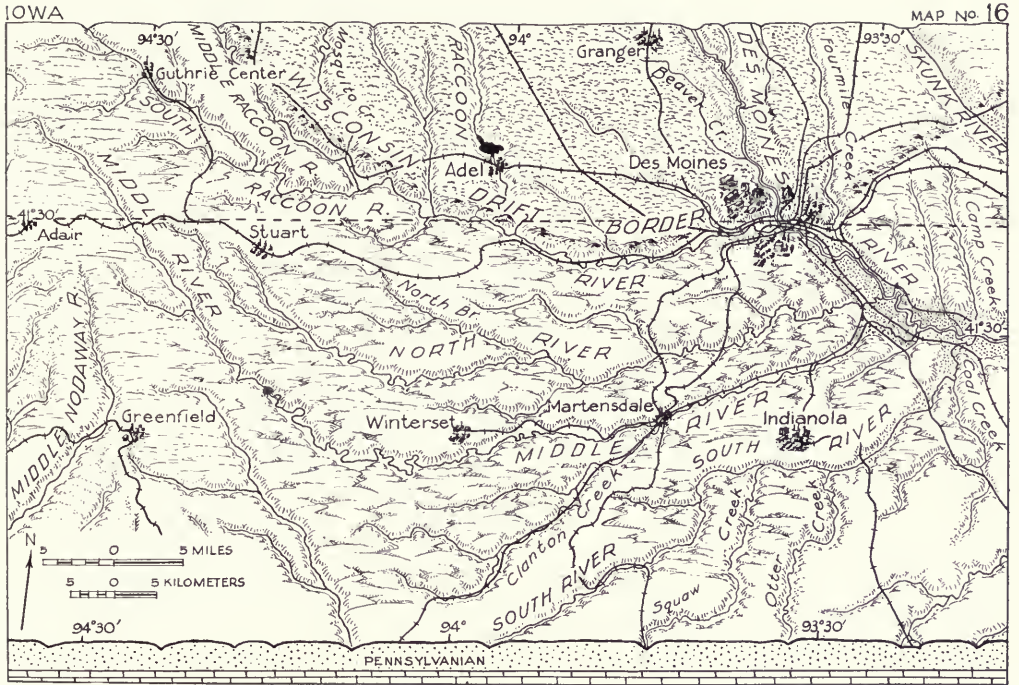 IOWA
MAP No. 16
94°30'
94°
93°30'
Granger
Guthrie Center
MIDDLE RACCOON R.
WISCONSIN
Mosquito Cr.
RACCOON
Beaver Cr.
DES MOINES
Fourmile Creek
SKUNK RIVER
SOUTH
RACCOON R.
Adel
DRIFT
BORDER
Des Moines
RIVER
Camp Creek
41°30'
Adair
Stuart
MIDDLE RIVER
RIVER
North Br.
NORTH RIVER
41°30'
Coal Creek
MIDDLE NODAWAY R.
Greenfield
Winterset
Martensdale
MIDDLE RIVER
Indianola
SOUTH RIVER
Clanton Creek
SOUTH RIVER
Squaw Creek
Otter Creek
N
5 0 5 MILES
5 0 5 KILOMETERS
94°30'
94°
93°30'
PENNSYLVANIAN